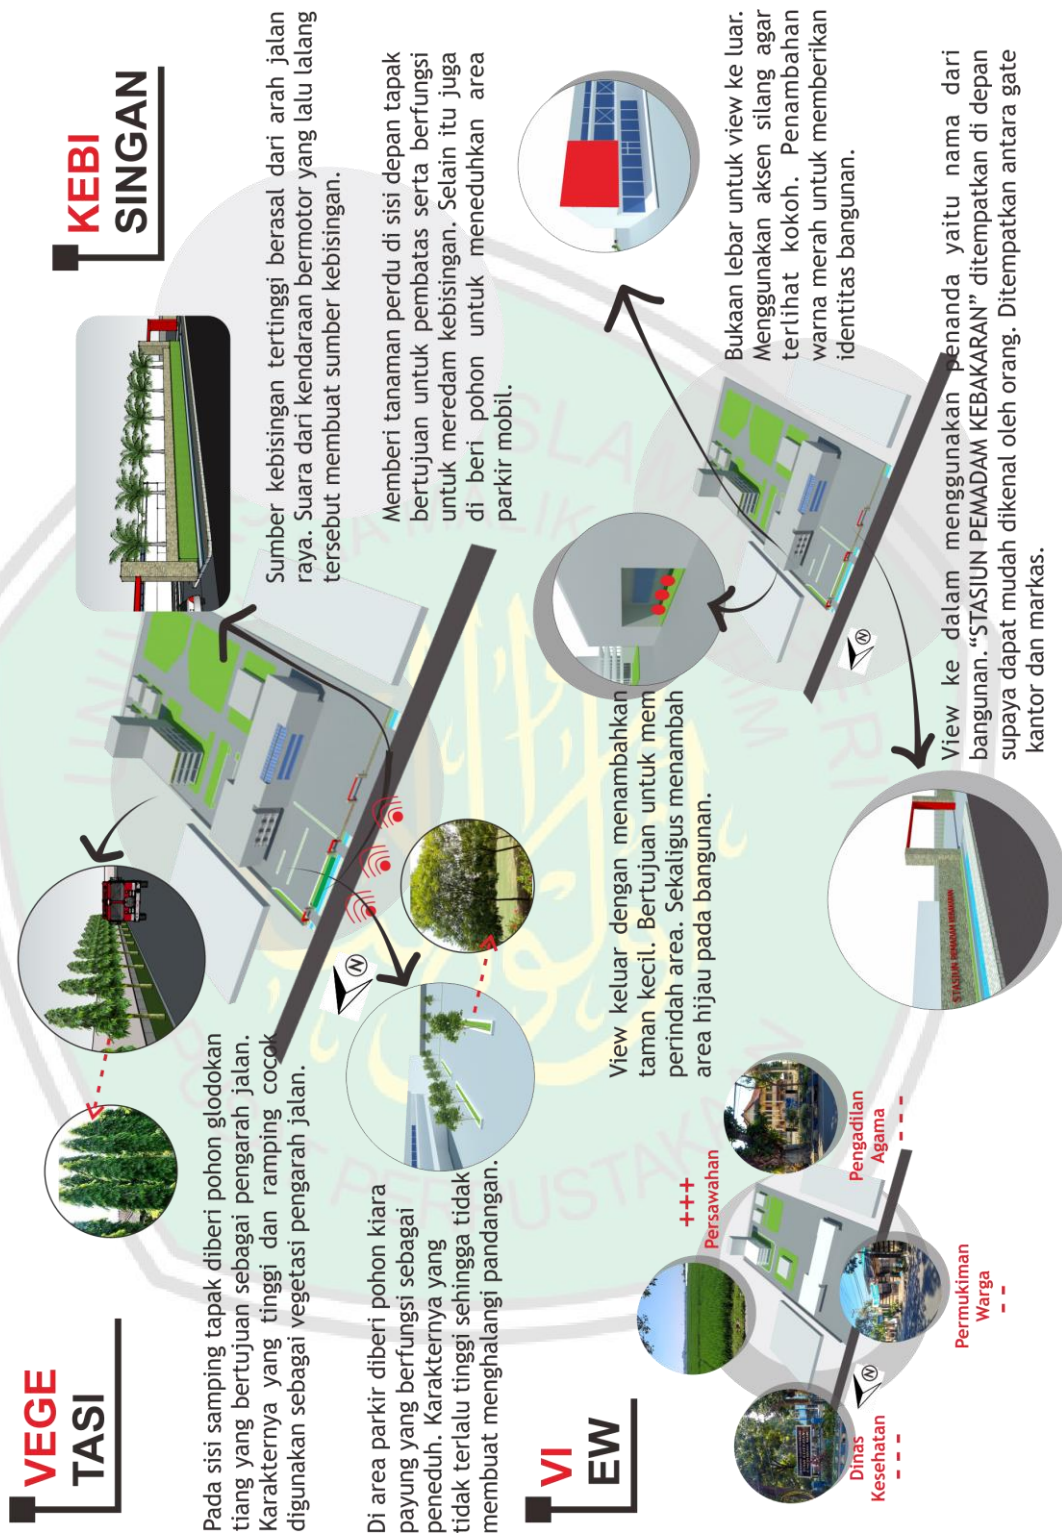 VEGE
TASI
Pada sisi samping tapak diberi pohon glodokan
tiang yang bertujuan sebagai pengarah jalan.
Karakternya yang tinggi dan ramping cocok
digunakan sebagai vegetasi pengarah jalan.
Di area parkir diberi pohon kiara
payung yang berfungsi sebagai
peneduh. Karakternya yang
tidak terlalu tinggi sehingga tidak
membuat menghalangi pandangan.
N
KEBI
SINGAN
Sumber kebisingan tertinggi berasal dari arah jalan
raya. Suara dari kendaraan bermotor yang lalu lalang
tersebut membuat sumber kebisingan.
Memberi tanaman perdu di sisi depan tapak
bertujuan untuk pembatas serta berfungsi
untuk meredam kebisingan. Selain itu juga
di beri pohon untuk meneduhkan area
parkir mobil.
VI
EW
+++
Persawahan
Dinas
Kesehatan
- - -
Permukiman
Warga
- -
Pengadilan
Agama
- - - -
N
View keluar dengan menambahkan
taman kecil. Bertujuan untuk mem
perindah area. Sekaligus menambah
area hijau pada bangunan.
N
Bukaan lebar untuk view ke luar.
Menggunakan aksen silang agar
terlihat kokoh. Penambahan
warna merah untuk memberikan
identitas bangunan.
STASIUN PEMADAM KEBAKARAN
View ke dalam menggunakan penanda yaitu nama dari
bangunan. “STASIUN PEMADAM KEBAKARAN” ditempatkan di depan
supaya dapat mudah dikenal oleh orang. Ditempatkan antara gate
kantor dan markas.